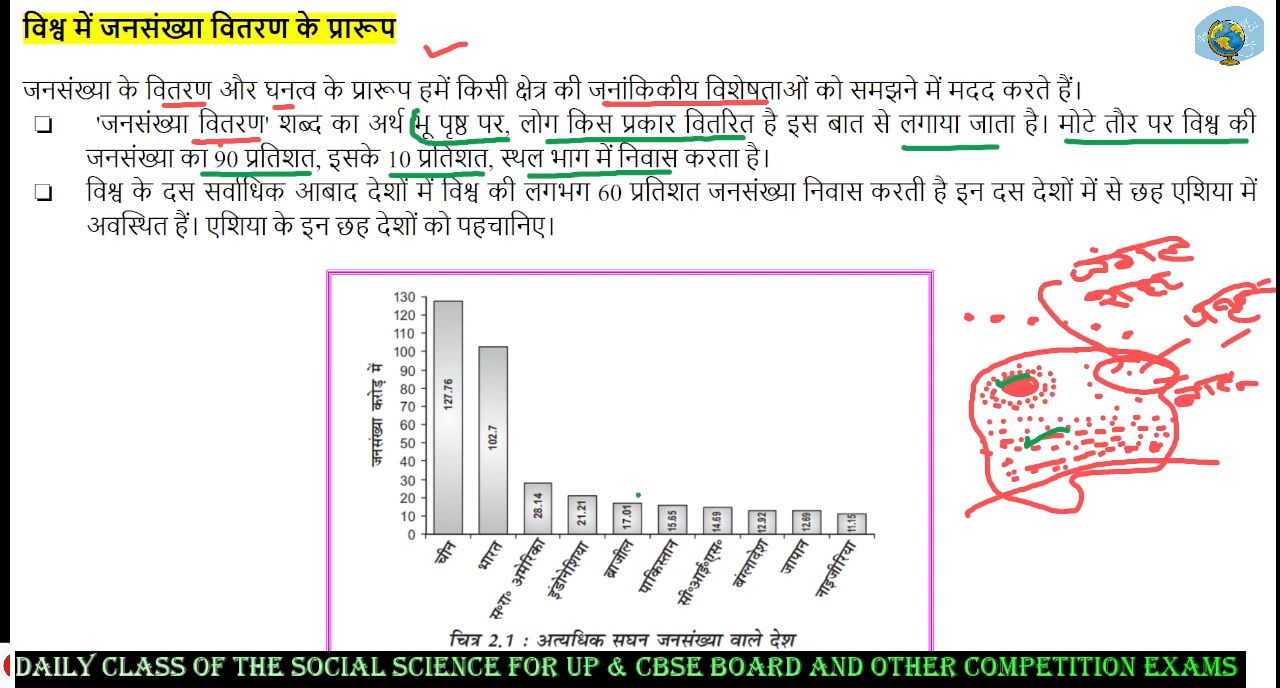 विश्व में जनसंख्या वितरण के प्रारूप
जनसंख्या के वितरण और घनत्व के प्रारूप हमें किसी क्षेत्र की जनांकिकीय विशेषताओं को समझने में मदद करते हैं।
❑ 'जनसंख्या वितरण' शब्द का अर्थ भू पृष्ठ पर, लोग किस प्रकार वितरित है इस बात से लगाया जाता है। मोटे तौर पर विश्व की
जनसंख्या का 90 प्रतिशत, इसके 10 प्रतिशत, स्थल भाग में निवास करता है।
❑ विश्व के दस सर्वाधिक आबाद देशों में विश्व की लगभग 60 प्रतिशत जनसंख्या निवास करती है इन दस देशों में से छह एशिया में
अवस्थित हैं। एशिया के इन छह देशों को पहचानिए।
जनसंख्या करोड़ में
130
120
110
100
90
80
70
60
50
40
30
20
10
0
127.76
102.7
28.14
21.21
17.01
15.65
14.69
12.92
12.69
11.15
चीन
भारत
स०रा० अमेरिका
इंडोनेशिया
ब्राजील
पाकिस्तान
सी०आई०एस०
बंग्लादेश
जापान
नाइजीरिया
चित्र 2.1 : अत्यधिक सघन जनसंख्या वाले देश
DAILY CLASS OF THE SOCIAL SCIENCE FOR UP & CBSE BOARD AND OTHER COMPETITION EXAMS